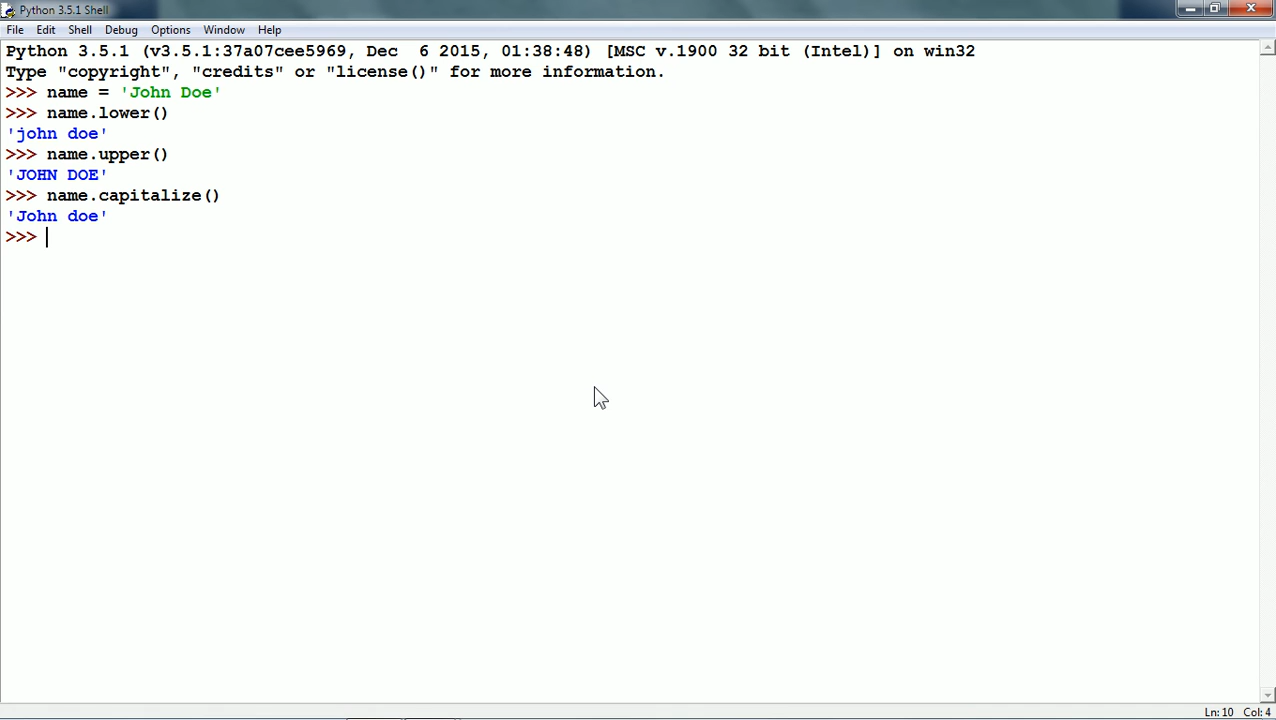 Python 3.5.1 Shell
File Edit Shell Debug Options Window Help
Python 3.5.1 (v3.5.1:37a07cee5969, Dec  6 2015, 01:38:48) [MSC v.1900 32 bit (Intel)] on win32
Type "copyright", "credits" or "license()" for more information.
>>> name = 'John Doe'
>>> name.lower()
'john doe'
>>> name.upper()
'JOHN DOE'
>>> name.capitalize()
'John doe'
>>>
Ln: 10 Col: 4